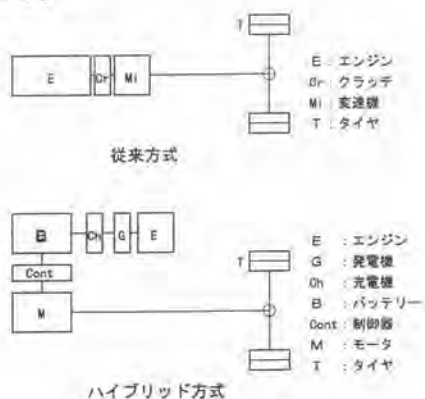 T
E Cr Mi
E : エンジン
Cr : クラッチ
Mi : 変速機
T : タイヤ
従来方式
B Ch G E
Cont
M
T
E : エンジン
G : 発電機
Ch : 充電機
B : バッテリー
Cont : 制御器
M : モータ
T : タイヤ
ハイブリッド方式